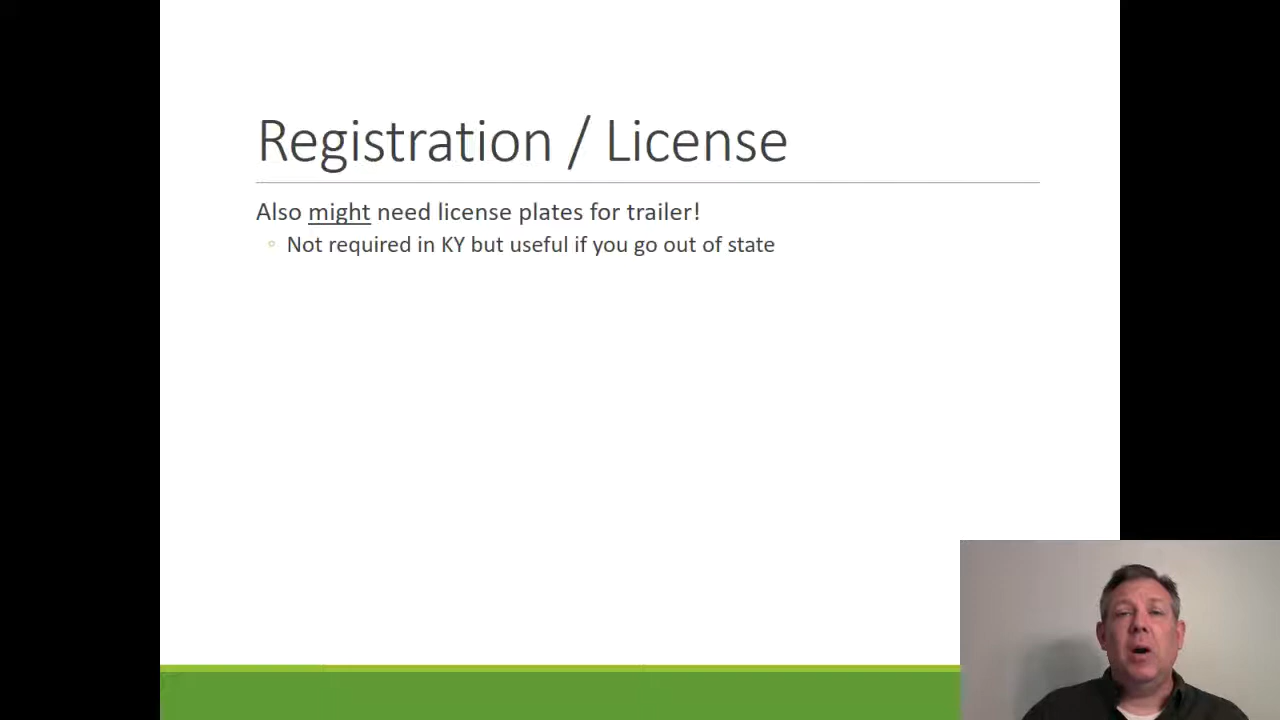 Registration / License
Also might need license plates for trailer!
Not required in KY but useful if you go out of state